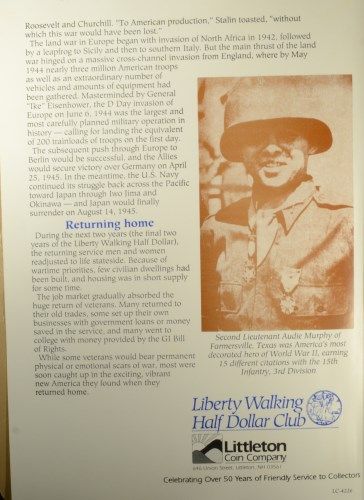 Roosevelt and Churchill. "To American production," Stalin toasted, "without
which this war would have been lost."
The land war in Europe began with invasion of North Africa in 1942, followed
by a leapfrog to Sicily and then to southern Italy. But the main thrust of the land
war hinged on a massive cross-channel invasion from England, where by May
1944 nearly three million American troops
as well as an extraordinary number of
vehicles and amounts of equipment had
been gathered. Masterminded by General
"Ike" Eisenhower, the D Day invasion of
Europe on June 6, 1944 was the largest and
most carefully planned military operation in
history — calling for landing the equivalent
of 200 trainloads of troops on the first day.
The subsequent push through Europe to
Berlin would be successful, and the Allies
would secure victory over Germany on April
25, 1945. In the meantime, the U.S. Navy
continued its struggle back across the Pacific
toward Japan through Iwo Jima and
Okinawa — and Japan would finally
surrender on August 14, 1945.
Returning home
During the next two years (the final two
years of the Liberty Walking Half Dollar),
the returning service men and women
readjusted to life stateside. Because of
wartime priorities, few civilian dwellings had
been built, and housing was in short supply
for some time.
The job market gradually absorbed the
huge return of veterans. Many returned to
their old trades, some set up their own
businesses with government loans or money
saved in the service, and many went to
college with money provided by the GI Bill
of Rights.
While some veterans would bear permanent
physical or emotional scars of war, most were
soon caught up in the exciting, vibrant
new America they found when they
returned home.
Second Lieutenant Audie Murphy of
Farmersville, Texas was America's most
decorated hero of World War II, earning
15 different citations with the 15th
Infantry, 3rd Division
Liberty Walking
Half Dollar Club
Littleton
Coin Company
646 Union Street, Littleton, NH 03561
Celebrating Over 50 Years of Friendly Service to Collectors